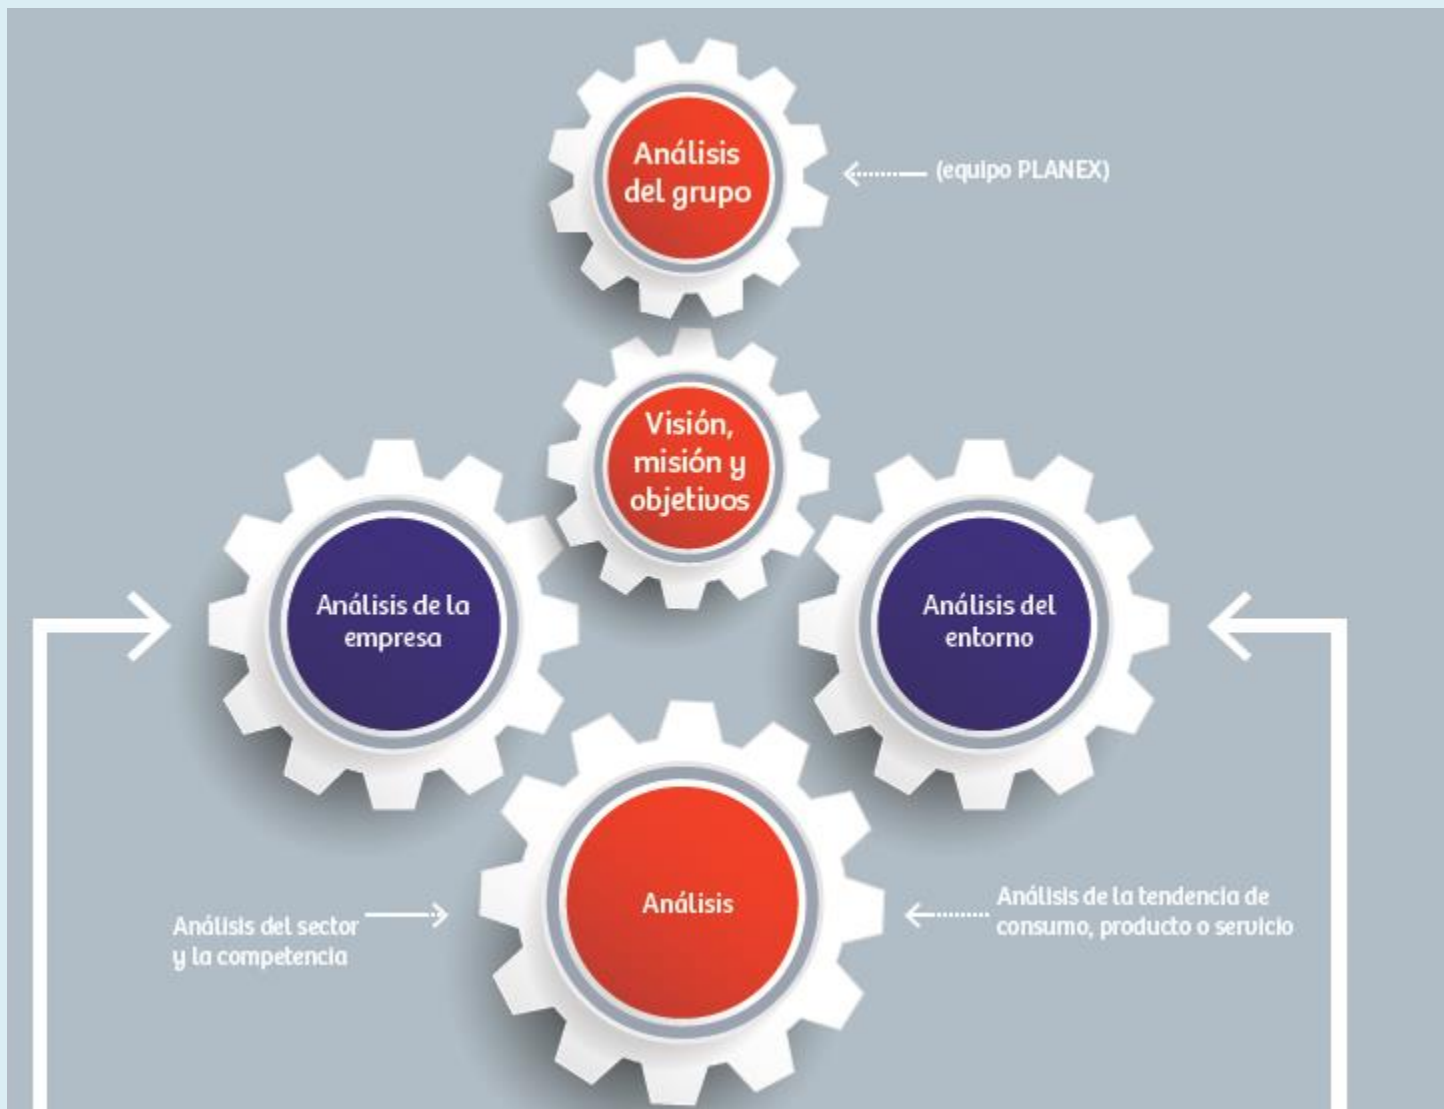 Análisis
del grupo
(equipo PLANEX)
Visión,
misión y
objetivos
Análisis de la
empresa
Análisis del
entorno
Análisis
Análisis del sector
y la competencia
Análisis de la tendencia de
consumo, producto o servicio